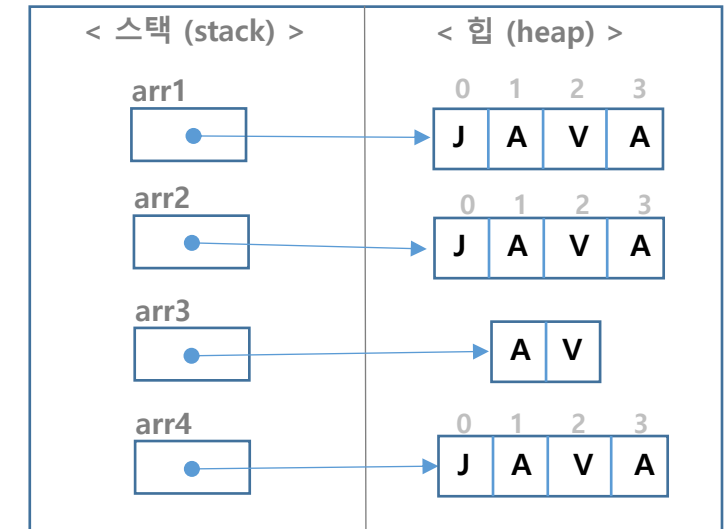 < 스택 (stack) > < 힙 (heap) >
arr1
0 1 2 3
J A V A
arr2
0 1 2 3
J A V A
arr3
A V
arr4
0 1 2 3
J A V A